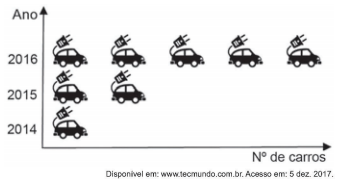 Ano
2016
2015
2014
Nº de carros
Disponível em: www.tecmundo.com.br. Acesso em: 5 dez. 2017.